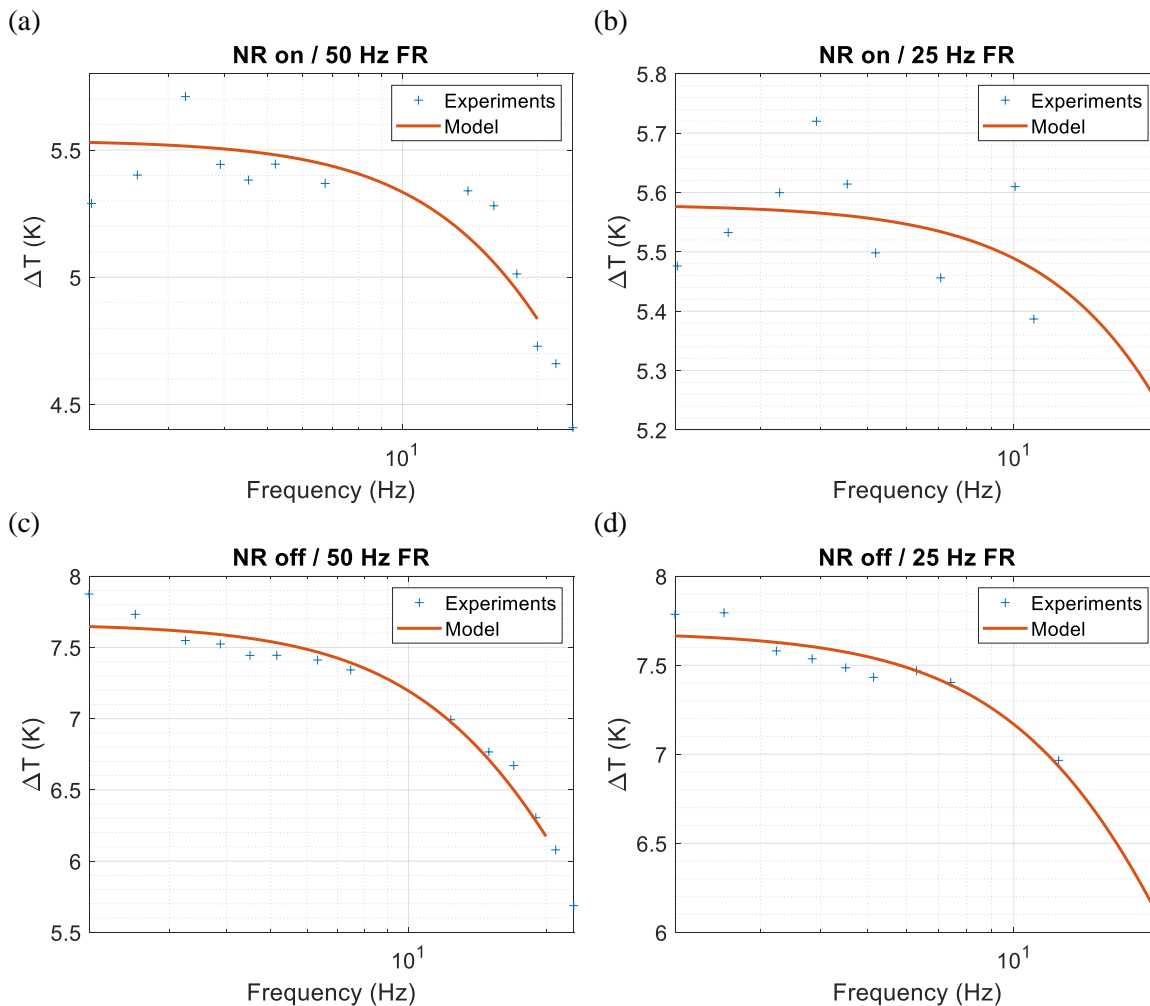 (a)
NR on / 50 Hz FR
Experiments
Model
5.5
5
4.5
ΔT (K)
10¹
Frequency (Hz)
(b)
NR on / 25 Hz FR
Experiments
Model
5.8
5.7
5.6
5.5
5.4
5.3
5.2
ΔT (K)
10¹
Frequency (Hz)
(c)
NR off / 50 Hz FR
Experiments
Model
8
7.5
7
6.5
6
5.5
ΔT (K)
10¹
Frequency (Hz)
(d)
NR off / 25 Hz FR
Experiments
Model
8
7.5
7
6.5
6
ΔT (K)
10¹
Frequency (Hz)